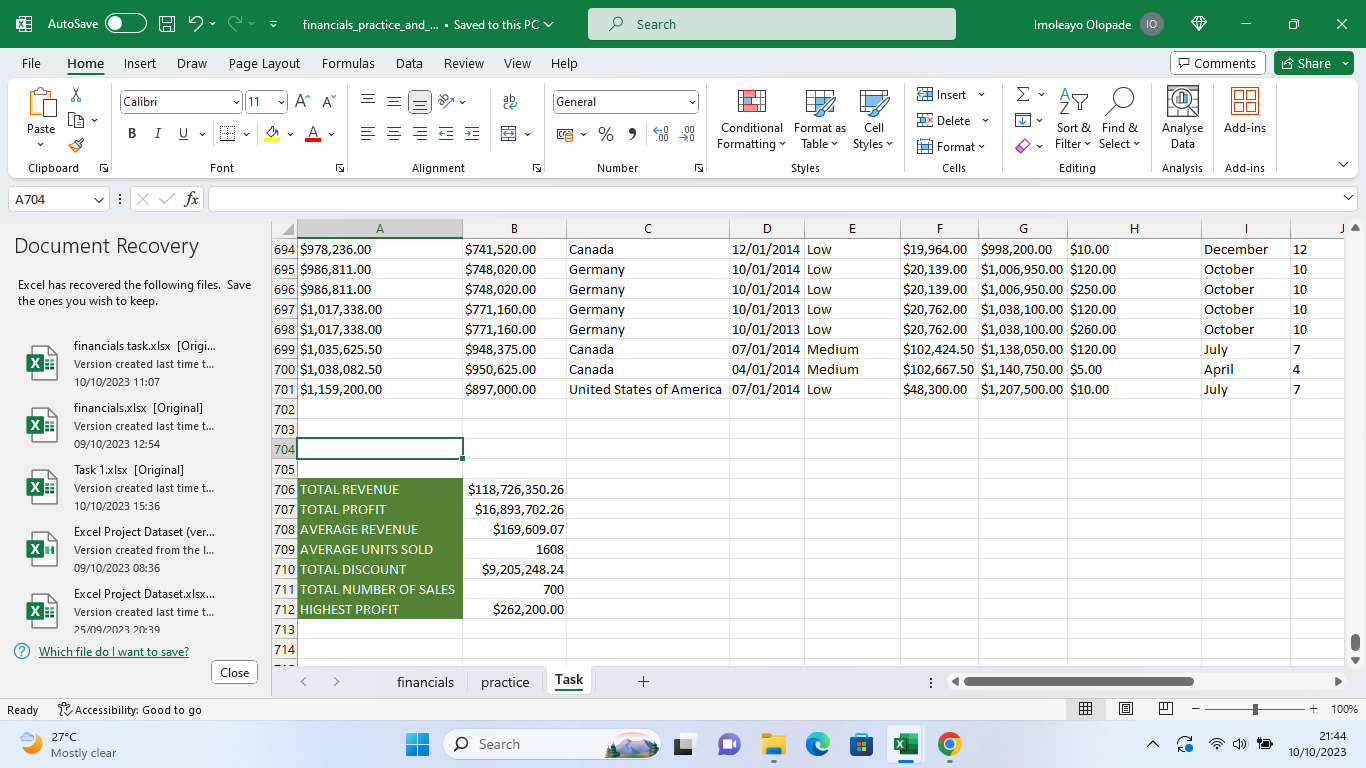 AutoSave financials_practice_and_... • Saved to this PC Search Imoleayo Olopade IO
File Home Insert Draw Page Layout Formulas Data Review View Help Comments Share
Paste Calibri 11 General Conditional Formatting Format as Table Cell Styles Insert Delete Format Sort & Filter Find & Select Analyse Data Add-ins
Clipboard Font Alignment Number Styles Cells Editing Analysis Add-ins
A704 fx
Document Recovery
Excel has recovered the following files. Save
the ones you wish to keep.
financials task.xlsx [Origi...
Version created last time t...
10/10/2023 11:07
financials.xlsx [Original]
Version created last time t...
09/10/2023 12:54
Task 1.xlsx [Original]
Version created last time t...
10/10/2023 15:36
Excel Project Dataset (ver...
Version created from the l...
09/10/2023 08:36
Excel Project Dataset.xlsx...
Version created last time t...
25/09/2023 20:39
Which file do I want to save?
Close
A B C D E F G H I J
694 $978,236.00 $741,520.00 Canada 12/01/2014 Low $19,964.00 $998,200.00 $10.00 December 12
695 $986,811.00 $748,020.00 Germany 10/01/2014 Low $20,139.00 $1,006,950.00 $120.00 October 10
696 $986,811.00 $748,020.00 Germany 10/01/2014 Low $20,139.00 $1,006,950.00 $250.00 October 10
697 $1,017,338.00 $771,160.00 Germany 10/01/2013 Low $20,762.00 $1,038,100.00 $120.00 October 10
698 $1,017,338.00 $771,160.00 Germany 10/01/2013 Low $20,762.00 $1,038,100.00 $260.00 October 10
699 $1,035,625.50 $948,375.00 Canada 07/01/2014 Medium $102,424.50 $1,138,050.00 $120.00 July 7
700 $1,038,082.50 $950,625.00 Canada 04/01/2014 Medium $102,667.50 $1,140,750.00 $5.00 April 4
701 $1,159,200.00 $897,000.00 United States of America 07/01/2014 Low $48,300.00 $1,207,500.00 $10.00 July 7
702
703
704
705
706 TOTAL REVENUE $118,726,350.26
707 TOTAL PROFIT $16,893,702.26
708 AVERAGE REVENUE $169,609.07
709 AVERAGE UNITS SOLD 1608
710 TOTAL DISCOUNT $9,205,248.24
711 TOTAL NUMBER OF SALES 700
712 HIGHEST PROFIT $262,200.00
713
714
financials practice Task
Ready Accessibility: Good to go 100%
27°C
Mostly clear
Search
21:44
10/10/2023